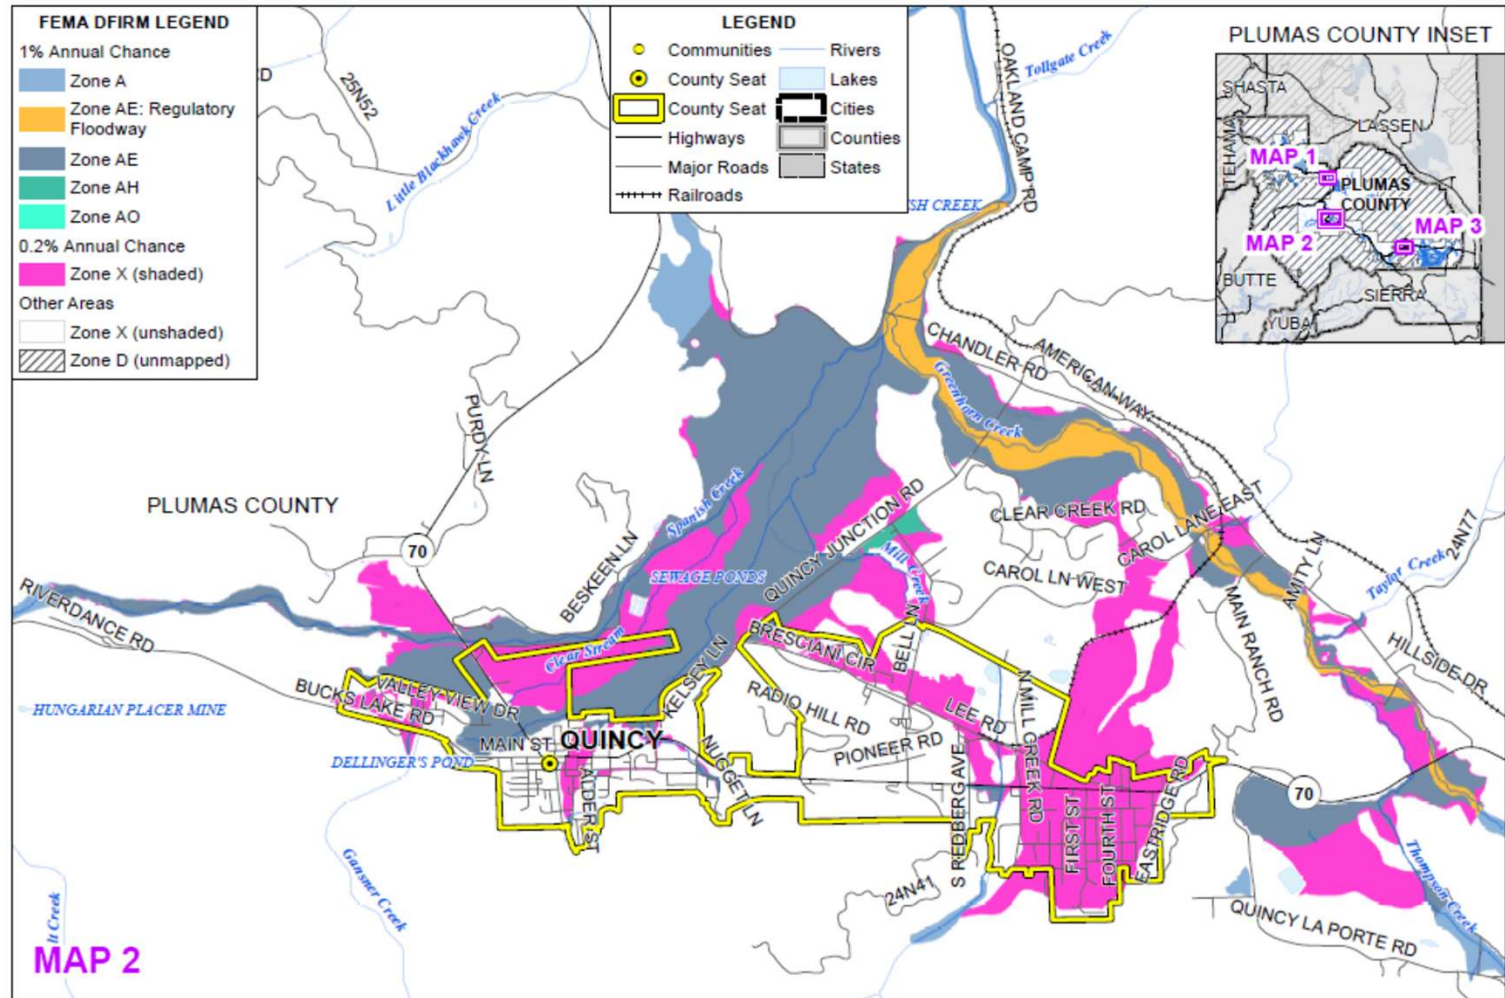 FEMA DFIRM LEGEND
1% Annual Chance
Zone A
Zone AE: Regulatory
Floodway
Zone AE
Zone AH
Zone AO
0.2% Annual Chance
Zone X (shaded)
Other Areas
Zone X (unshaded)
Zone D (unmapped)
LEGEND
Communities
Rivers
County Seat
Lakes
County Seat
Cities
Highways
Counties
Major Roads
States
Railroads
PLUMAS COUNTY INSET
SHASTA
LASSEN
TEHAMA
MAP 1
PLUMAS
COUNTY
MAP 2
MAP 3
BUTTE
SIERRA
YUBA
25N52
Little Blackhawk Creek
OAKLAND CAMP RD
Tollgate Creek
SH CREEK
CHANDLER RD
AMERICAN WAY
Greenhorn Creek
PURDY LN
PLUMAS COUNTY
70
Spanish Creek
BESKEEN LN
SEWAGE PONDS
QUINCY JUNCTION RD
CLEAR CREEK RD
CAROL LANE EAST
CAROL LN WEST
Mill Creek
24N77
Taylor Creek
AMITY LN
MAIN RANCH RD
HILLSIDE DR
RIVERDANCE RD
Clear Stream
BRESCIANI CIR
BELL LN
KELSEY LN
VALLEY VIEW DR
BUCKS LAKE RD
HUNGARIAN PLACER MINE
RADIO HILL RD
LEE RD
N MILL CREEK RD
MAIN ST
QUINCY
PIONEER RD
DELLINGER'S POND
NUGGET LN
ALDER ST
S REDBERG AVE
FIRST ST
FOURTH ST
EASTRIDGE RD
70
Gansner Creek
24N41
Thompson Creek
QUINCY LA PORTE RD
lt Creek
MAP 2